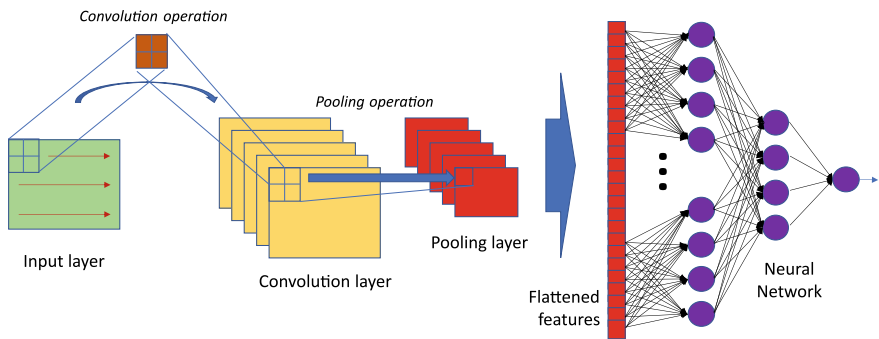 Convolution operation
Pooling operation
Input layer
Convolution layer
Pooling layer
Flattened
features
Neural
Network